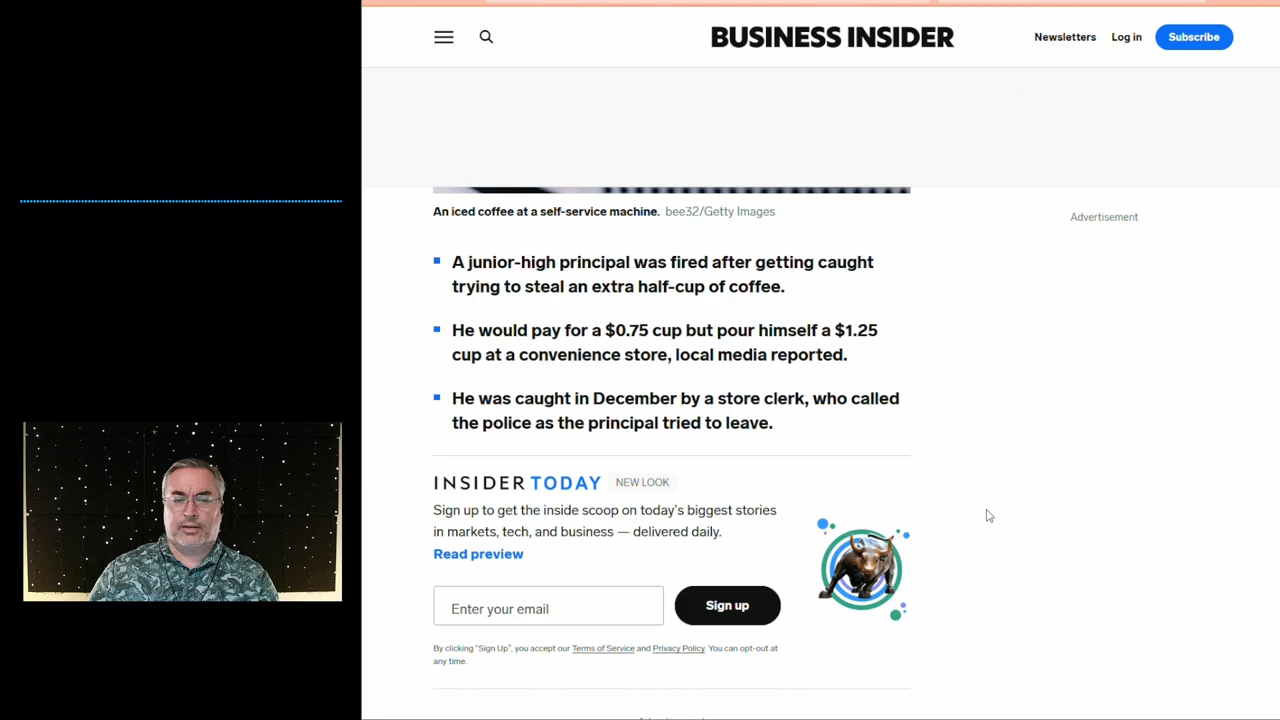 BUSINESS INSIDER
Newsletters Log in Subscribe
An iced coffee at a self-service machine. bee32/Getty Images
Advertisement
A junior-high principal was fired after getting caught
trying to steal an extra half-cup of coffee.
He would pay for a $0.75 cup but pour himself a $1.25
cup at a convenience store, local media reported.
He was caught in December by a store clerk, who called
the police as the principal tried to leave.
INSIDER TODAY NEW LOOK
Sign up to get the inside scoop on today's biggest stories
in markets, tech, and business — delivered daily.
Read preview
Enter your email
Sign up
By clicking "Sign Up", you accept our Terms of Service and Privacy Policy. You can opt-out at
any time.